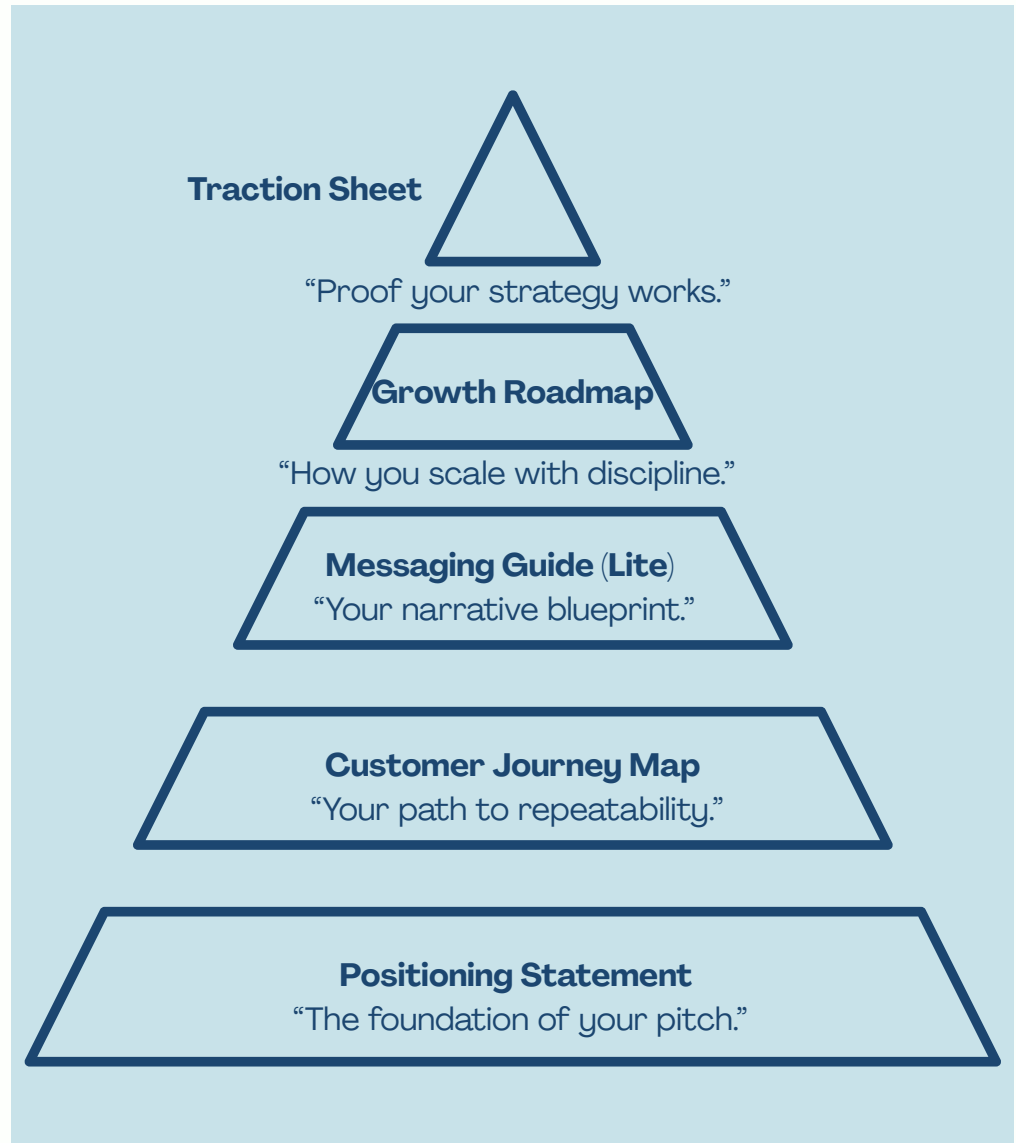 Traction Sheet
“Proof your strategy works.”
Growth Roadmap
“How you scale with discipline.”
Messaging Guide (Lite)
“Your narrative blueprint.”
Customer Journey Map
“Your path to repeatability.”
Positioning Statement
“The foundation of your pitch.”